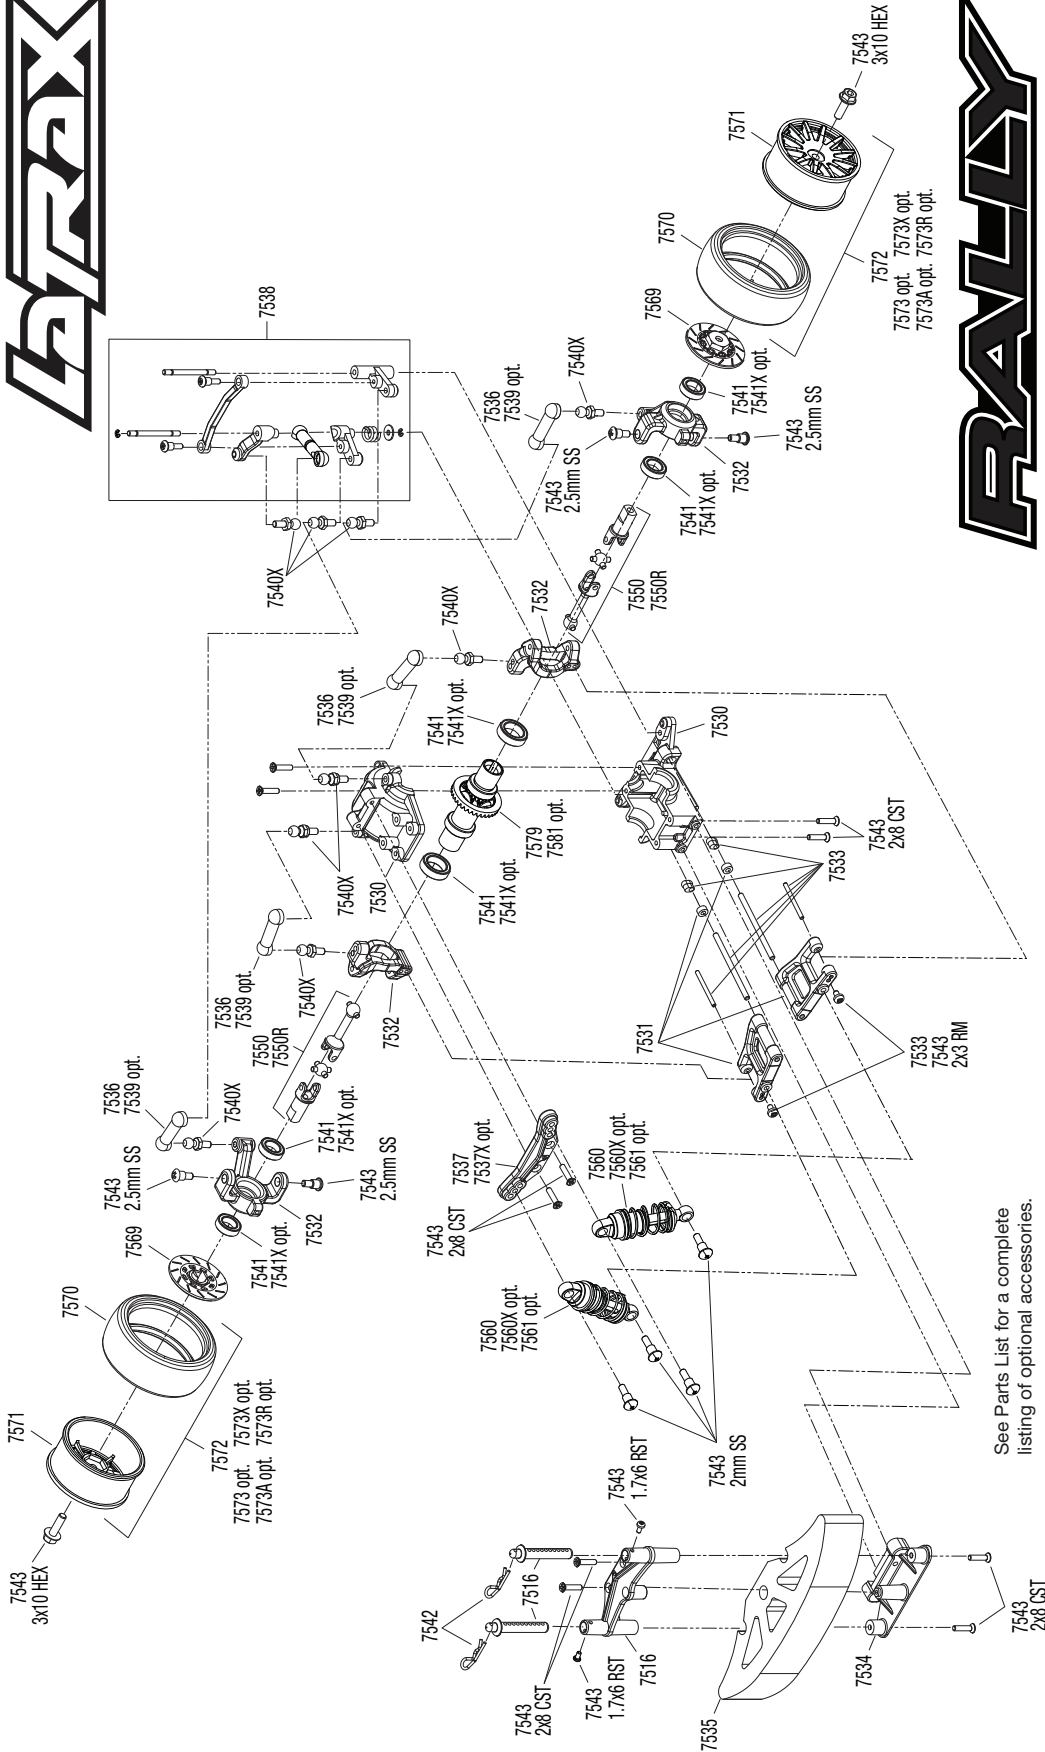 LaTRAX
RALLY
7538
7543
3x10 HEX
7571
7570
7572
7573 opt. 7573X opt.
7573A opt. 7573R opt.
7569
7540X
7536
7539 opt.
7541
7541X opt.
7543
2.5mm SS
7532
7543
2.5mm SS
7541
7541X opt.
7540X
7540X
7532
7550
7550R
7536
7539 opt.
7541
7541X opt.
7530
7579
7581 opt.
7543
2x8 CST
7533
7540X
7530
7541
7541X opt.
7536
7539 opt.
7540X
7532
7550
7550R
7531
7533
7543
2x3 RM
7536
7539 opt.
7540X
7541
7541X opt.
7543
2.5mm SS
7543
2.5mm SS
7532
7569
7541
7541X opt.
7537
7537X opt.
7560
7560X opt.
7561 opt.
7543
2x8 CST
7570
7560
7560X opt.
7561 opt.
7571
7572
7573 opt. 7573X opt.
7573A opt. 7573R opt.
7543
2mm SS
7543
3x10 HEX
7543
1.7x6 RST
7542
7516
7543
2x8 CST
7543
1.7x6 RST
7516
7535
7534
7543
2x8 CST
See Parts List for a complete
listing of optional accessories.